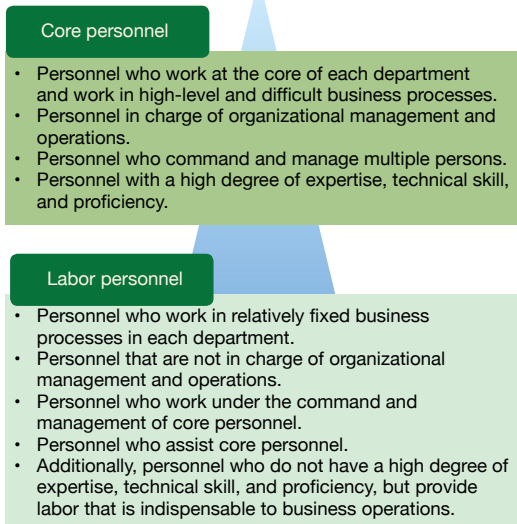 Core personnel
• Personnel who work at the core of each department
and work in high-level and difficult business processes.
• Personnel in charge of organizational management and
operations.
• Personnel who command and manage multiple persons.
• Personnel with a high degree of expertise, technical skill,
and proficiency.
Labor personnel
• Personnel who work in relatively fixed business
processes in each department.
• Personnel that are not in charge of organizational
management and operations.
• Personnel who work under the command and
management of core personnel.
• Personnel who assist core personnel.
• Additionally, personnel who do not have a high degree of
expertise, technical skill, and proficiency, but provide
labor that is indispensable to business operations.